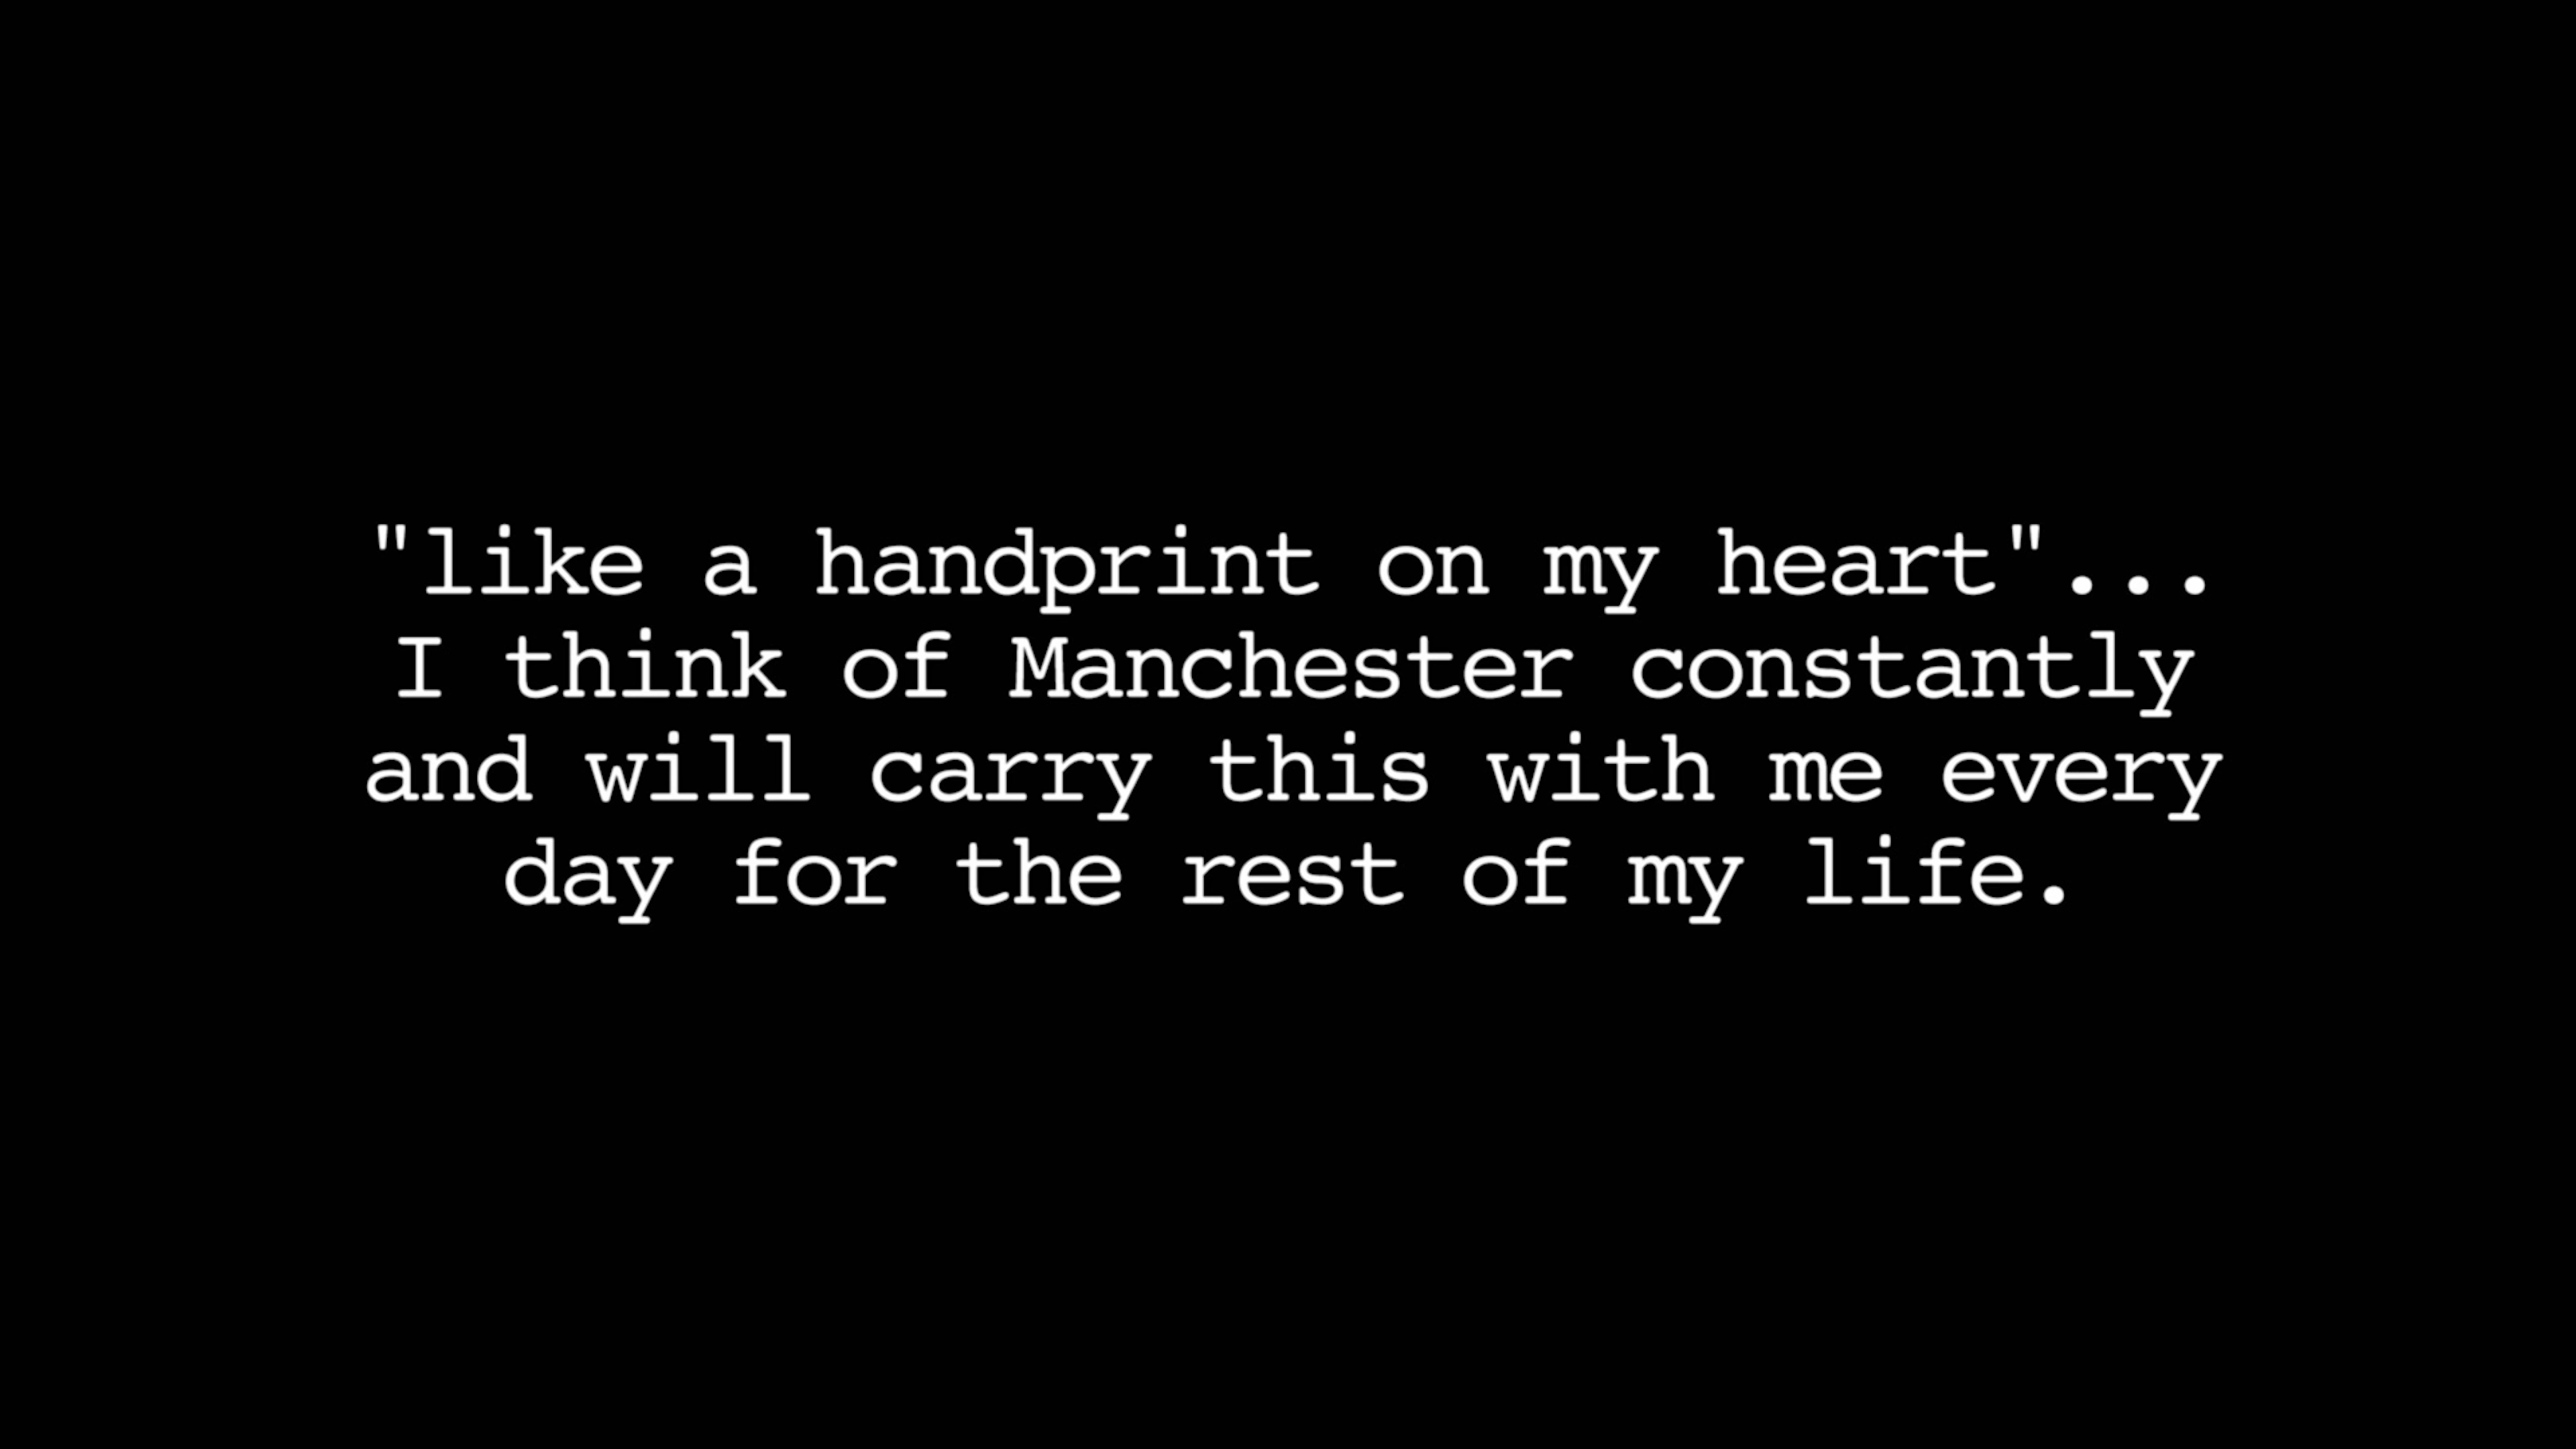 "like a handprint on my heart"...
I think of Manchester constantly
and will carry this with me every
day for the rest of my life.